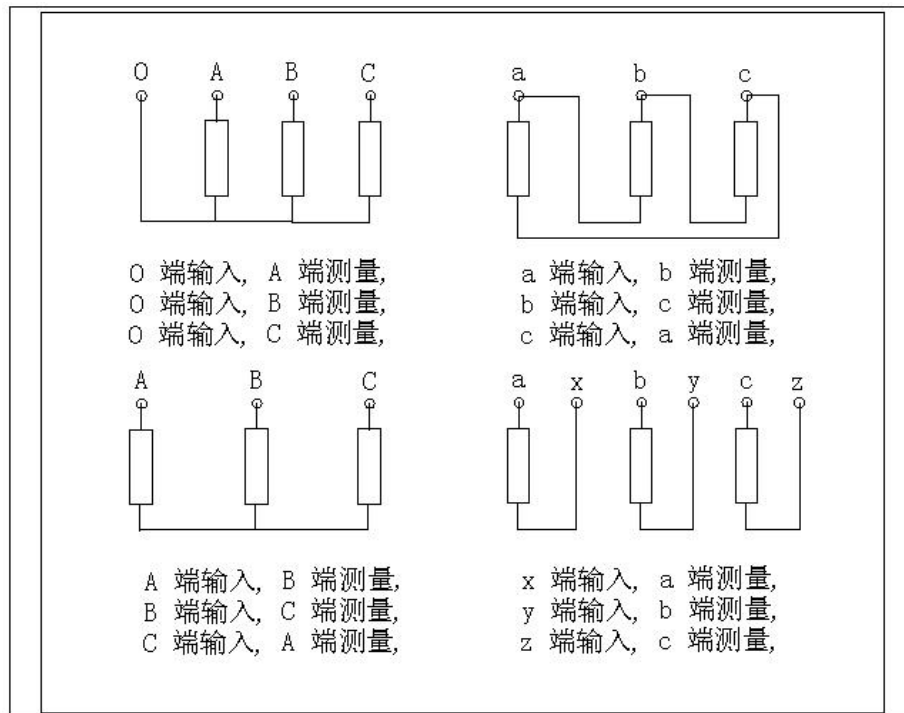 O A B C
a b c
O 端输入, A 端测量,
O 端输入, B 端测量,
O 端输入, C 端测量,
a 端输入, b 端测量,
b 端输入, c 端测量,
c 端输入, a 端测量,
A B C
a x b y c z
A 端输入, B 端测量,
B 端输入, C 端测量,
C 端输入, A 端测量,
x 端输入, a 端测量,
y 端输入, b 端测量,
z 端输入, c 端测量,